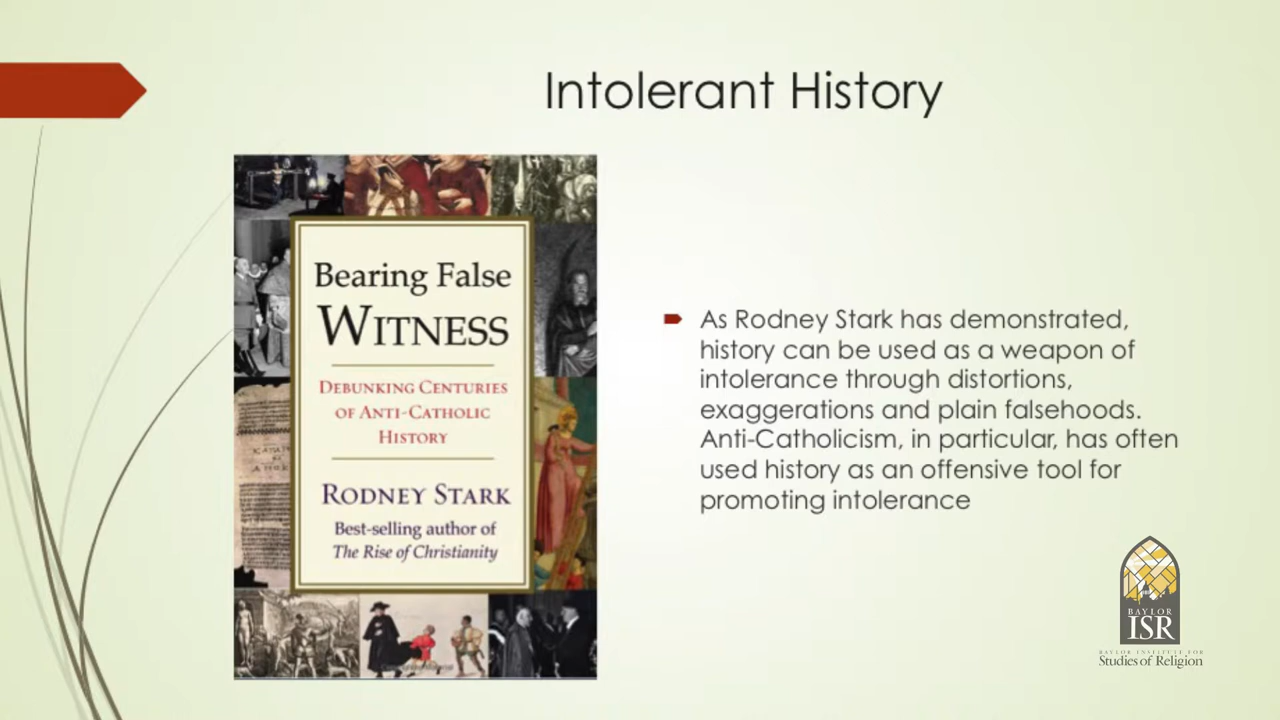 Intolerant History
Bearing False
WITNESS
DEBUNKING CENTURIES
OF ANTI-CATHOLIC
HISTORY
RODNEY STARK
Best-selling author of
The Rise of Christianity
As Rodney Stark has demonstrated,
history can be used as a weapon of
intolerance through distortions,
exaggerations and plain falsehoods.
Anti-Catholicism, in particular, has often
used history as an offensive tool for
promoting intolerance
BAYLOR
ISR
BAYLOR INSTITUTE FOR
Studies of Religion